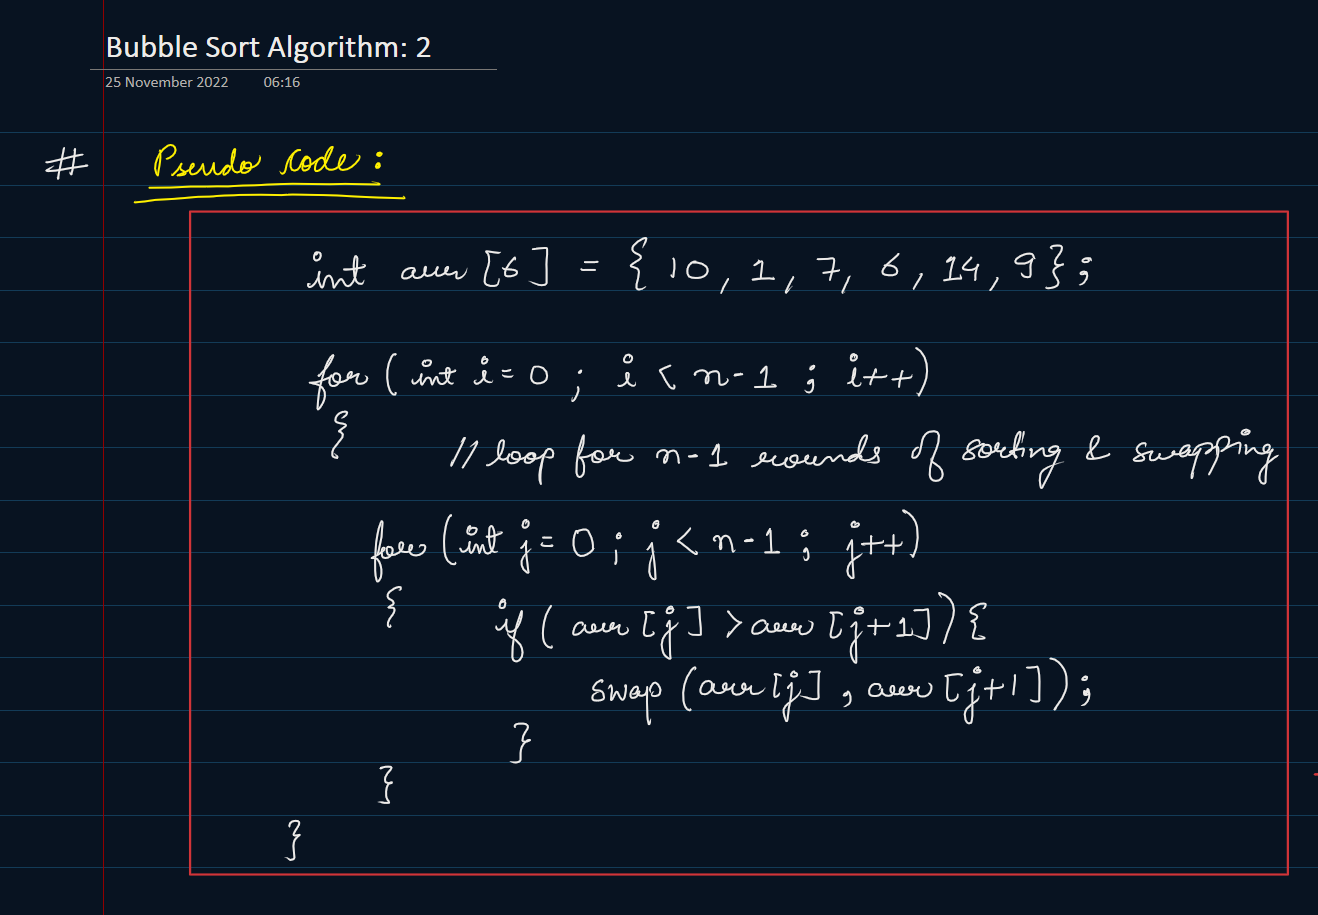 Bubble Sort Algorithm: 2
25 November 2022 06:16
# Pseudo Code:
int arr [6] = { 10, 1, 7, 6, 14, 9};
for ( int i = 0 ; i < n-1 ; i++)
{ // loop for n-1 rounds of sorting & swapping
for (int j = 0 ; j < n-1 ; j++)
{ if ( arr [j] > arr [j+1]) {
swap (arr [j] , arr [j+1]);
}
}
}